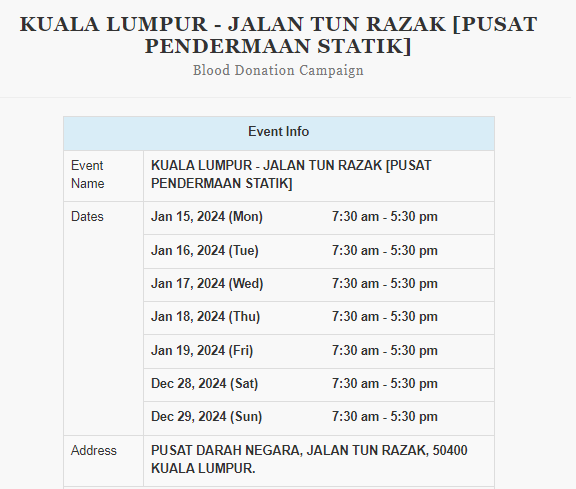 KUALA LUMPUR - JALAN TUN RAZAK [PUSAT
PENDERMAAN STATIK]
Blood Donation Campaign
Event Info
Event
Name
KUALA LUMPUR - JALAN TUN RAZAK [PUSAT
PENDERMAAN STATIK]
Dates
Jan 15, 2024 (Mon) 7:30 am - 5:30 pm
Jan 16, 2024 (Tue) 7:30 am - 5:30 pm
Jan 17, 2024 (Wed) 7:30 am - 5:30 pm
Jan 18, 2024 (Thu) 7:30 am - 5:30 pm
Jan 19, 2024 (Fri) 7:30 am - 5:30 pm
Dec 28, 2024 (Sat) 7:30 am - 5:30 pm
Dec 29, 2024 (Sun) 7:30 am - 5:30 pm
Address
PUSAT DARAH NEGARA, JALAN TUN RAZAK, 50400
KUALA LUMPUR.